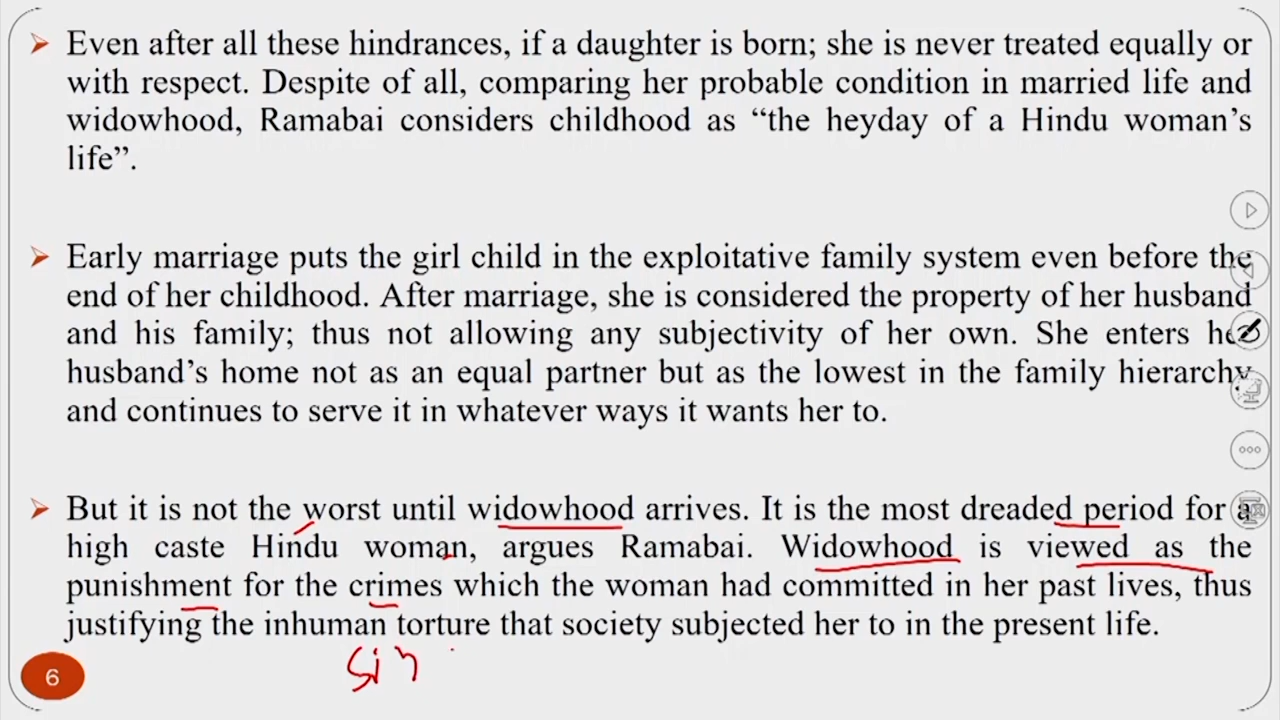 ➤ Even after all these hindrances, if a daughter is born; she is never treated equally or
with respect. Despite of all, comparing her probable condition in married life and
widowhood, Ramabai considers childhood as “the heyday of a Hindu woman’s
life”.
➤ Early marriage puts the girl child in the exploitative family system even before the
end of her childhood. After marriage, she is considered the property of her husband
and his family; thus not allowing any subjectivity of her own. She enters her
husband’s home not as an equal partner but as the lowest in the family hierarchy
and continues to serve it in whatever ways it wants her to.
➤ But it is not the worst until widowhood arrives. It is the most dreaded period for a
high caste Hindu woman, argues Ramabai. Widowhood is viewed as the
punishment for the crimes which the woman had committed in her past lives, thus
justifying the inhuman torture that society subjected her to in the present life.
sin
6